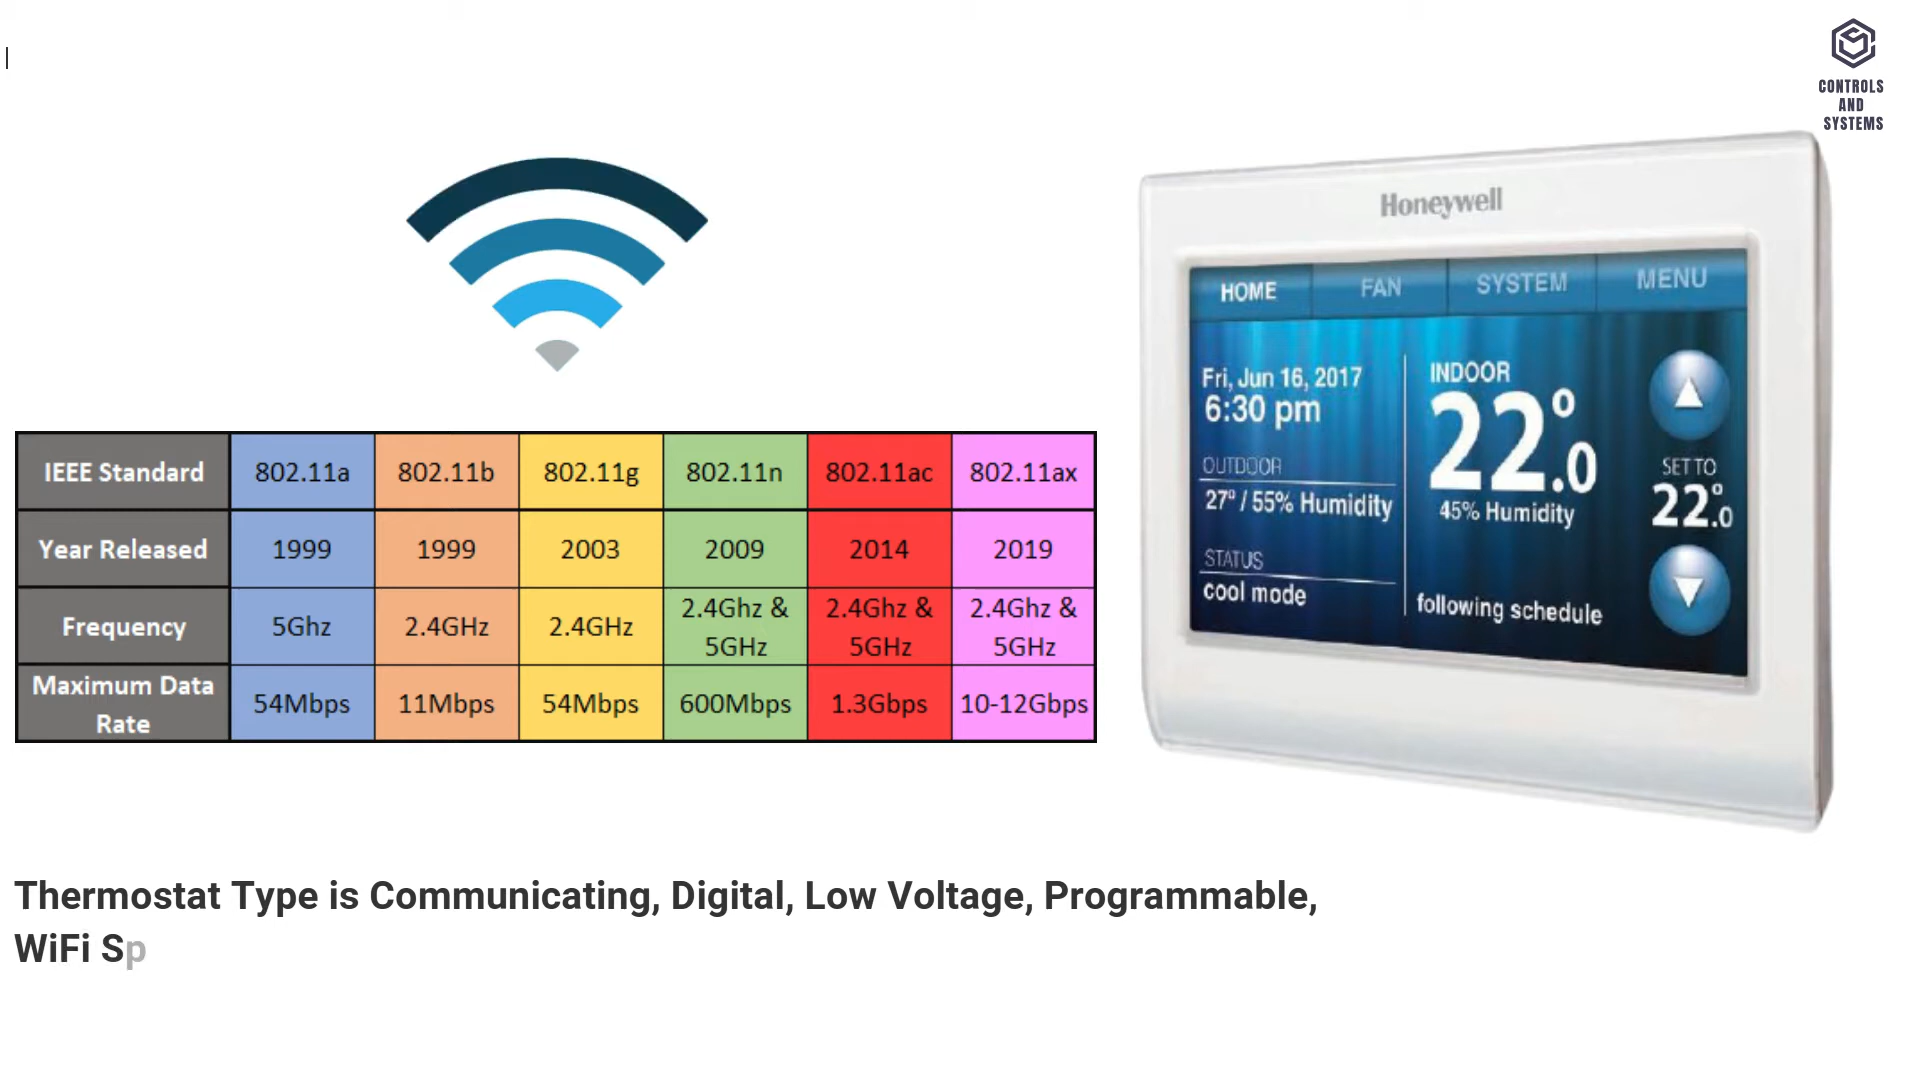 CONTROLS
AND
SYSTEMS
Honeywell
HOME FAN SYSTEM MENU
Fri, Jun 16, 2017
6:30 pm
OUTDOOR
27° / 55% Humidity
STATUS
cool mode
INDOOR
22.0°
45% Humidity
following schedule
SET TO
22.0°
IEEE Standard 802.11a 802.11b 802.11g 802.11n 802.11ac 802.11ax
Year Released 1999 1999 2003 2009 2014 2019
Frequency 5Ghz 2.4GHz 2.4GHz 2.4Ghz & 5GHz 2.4Ghz & 5GHz 2.4Ghz & 5GHz
Maximum Data Rate 54Mbps 11Mbps 54Mbps 600Mbps 1.3Gbps 10-12Gbps
Thermostat Type is Communicating, Digital, Low Voltage, Programmable,
WiFi Sp